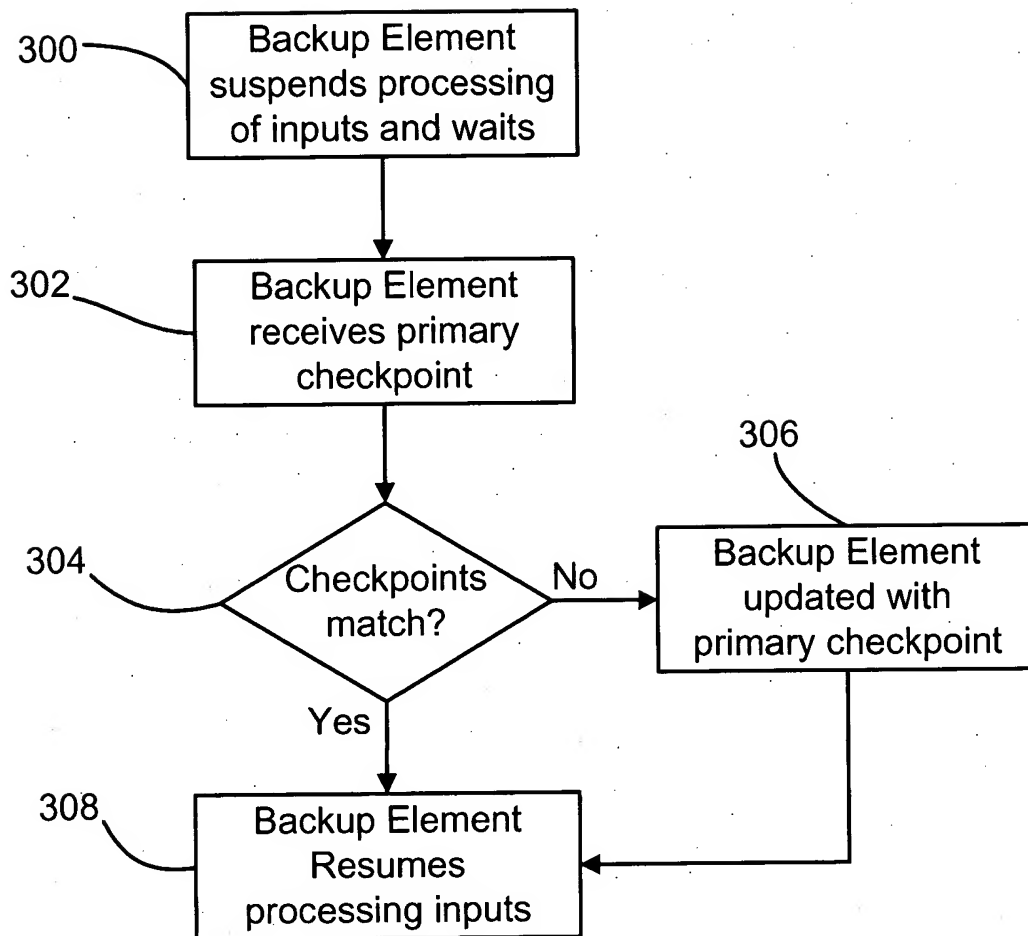 300
Backup Element
suspends processing
of inputs and waits
302
Backup Element
receives primary
checkpoint
304
Checkpoints
match?
No
306
Backup Element
updated with
primary checkpoint
Yes
308
Backup Element
Resumes
processing inputs